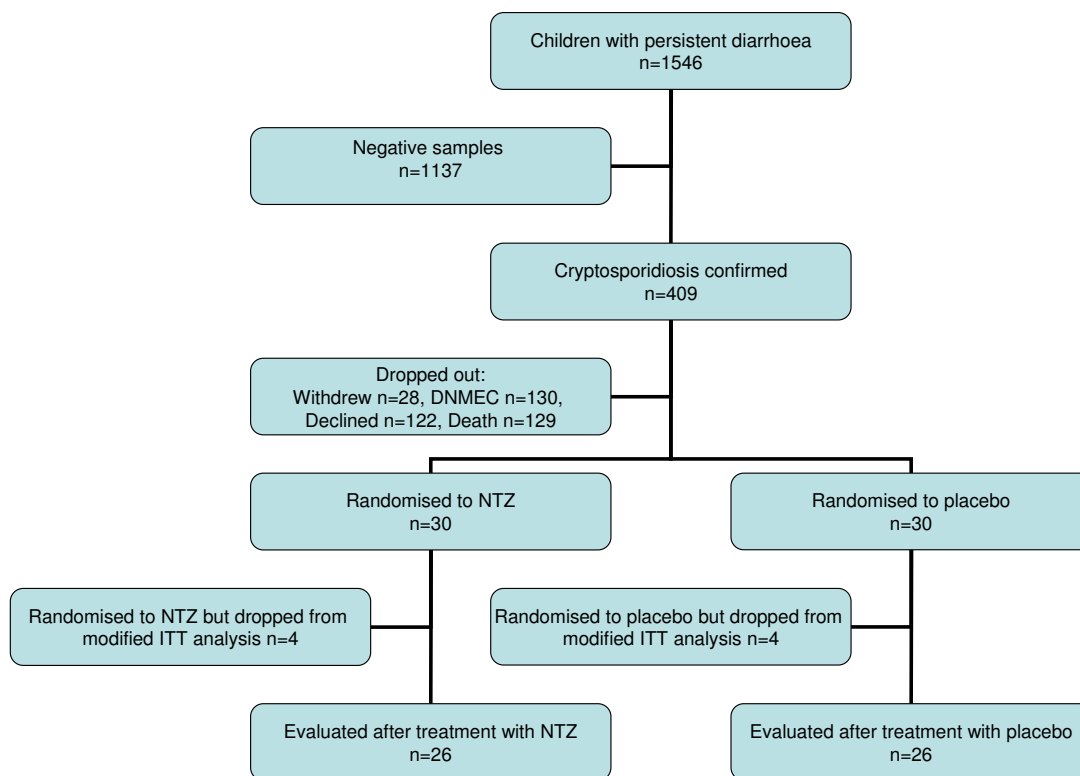 Children with persistent diarrhoea
n=1546
Negative samples
n=1137
Cryptosporidiosis confirmed
n=409
Dropped out:
Withdrew n=28, DNMEC n=130,
Declined n=122, Death n=129
Randomised to NTZ
n=30
Randomised to placebo
n=30
Randomised to NTZ but dropped from
modified ITT analysis n=4
Randomised to placebo but dropped from
modified ITT analysis n=4
Evaluated after treatment with NTZ
n=26
Evaluated after treatment with placebo
n=26